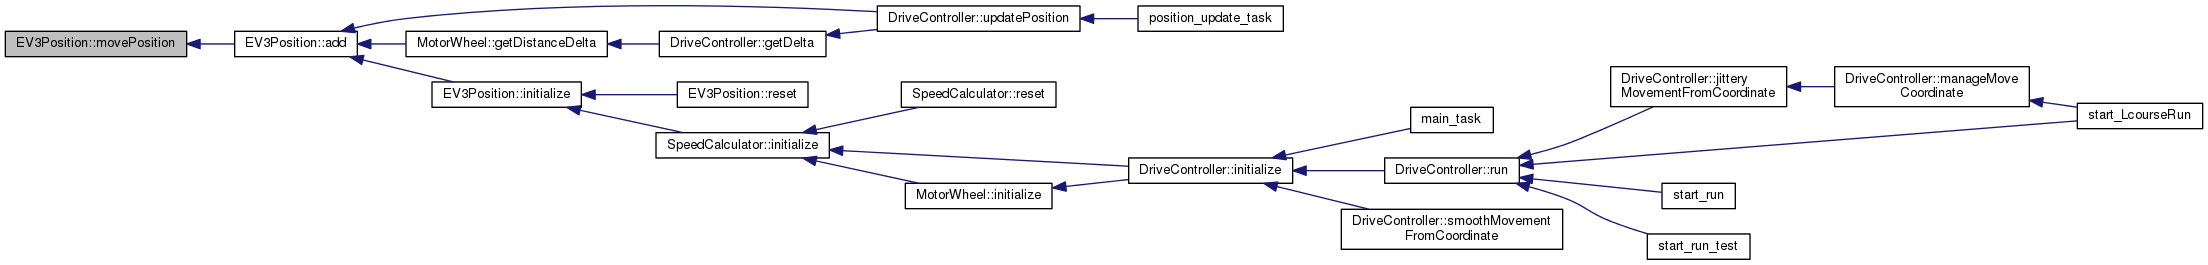 EV3Position::movePosition
EV3Position::add
DriveController::updatePosition
position_update_task
MotorWheel::getDistanceDelta
DriveController::getDelta
EV3Position::initialize
EV3Position::reset
SpeedCalculator::initialize
SpeedCalculator::reset
MotorWheel::initialize
DriveController::initialize
main_task
DriveController::run
DriveController::smoothMovement
FromCoordinate
DriveController::jittery
MovementFromCoordinate
DriveController::manageMove
Coordinate
start_LcourseRun
start_run
start_run_test